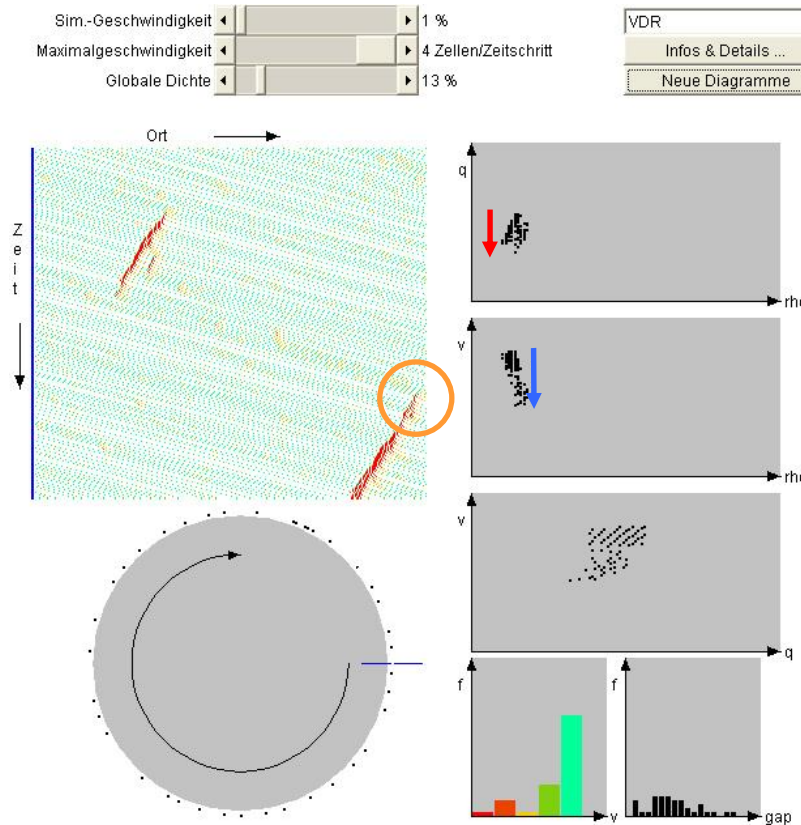 Sim.-Geschwindigkeit 1 % VDR
Maximalgeschwindigkeit 4 Zellen/Zeitschritt Infos & Details ...
Globale Dichte 13 % Neue Diagramme
Ort
Zeit
q
rho
v
rho
v
q
f
v
f
gap